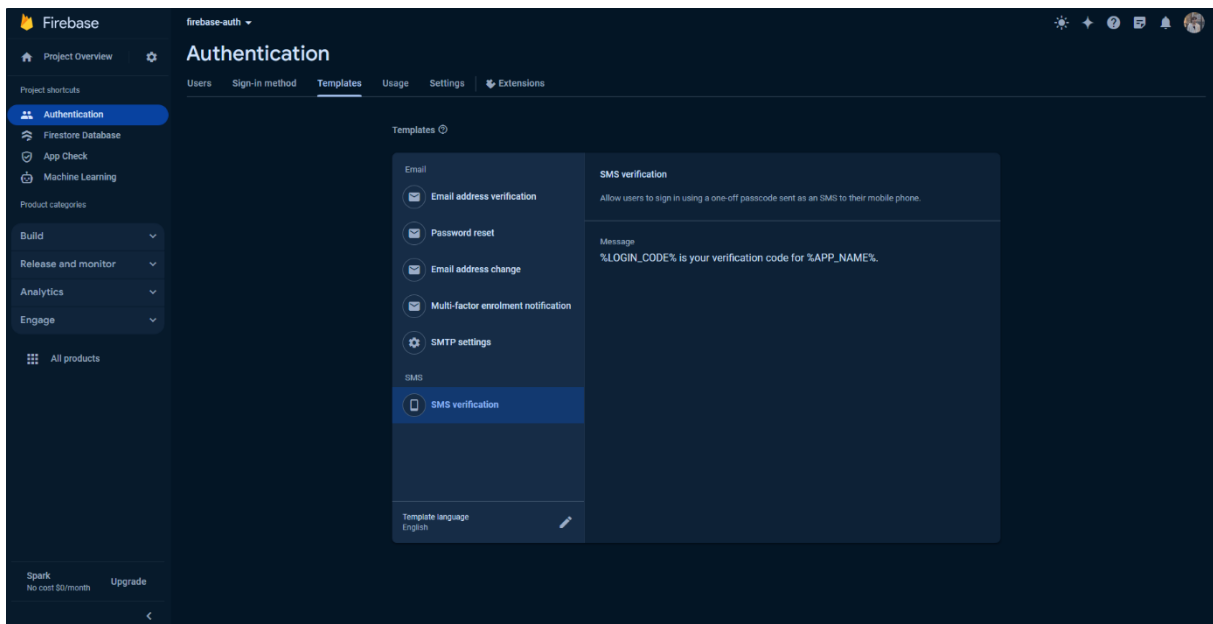 Firebase
Project Overview
Project shortcuts
Authentication
Firestore Database
App Check
Machine Learning
Product categories
Build
Release and monitor
Analytics
Engage
All products
Spark
No cost $0/month
Upgrade
firebase-auth
Authentication
Users Sign-in method Templates Usage Settings Extensions
Templates
Email
Email address verification
Password reset
Email address change
Multi-factor enrolment notification
SMTP settings
SMS
SMS verification
Template language
English
SMS verification
Allow users to sign in using a one-off passcode sent as an SMS to their mobile phone.
Message
%LOGIN_CODE% is your verification code for %APP_NAME%.